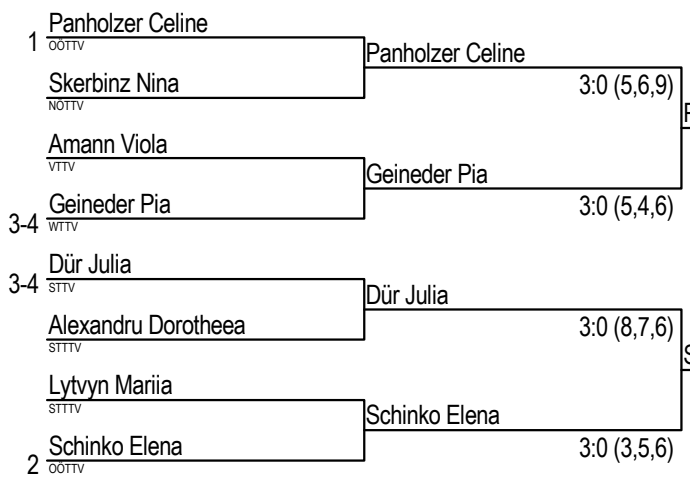 Panholzer Celine
1 OÖTTV
Panholzer Celine
Skerbinz Nina
3:0 (5,6,9)
NÖTTV
Amann Viola
VTTV
Geineder Pia
Geineder Pia
3:0 (5,4,6)
3-4 WTTV
Dür Julia
3-4 STTV
Dür Julia
Alexandru Dorotheea
3:0 (8,7,6)
STTTV
Lytvyn Mariia
STTTV
Schinko Elena
Schinko Elena
3:0 (3,5,6)
2 OÖTTV